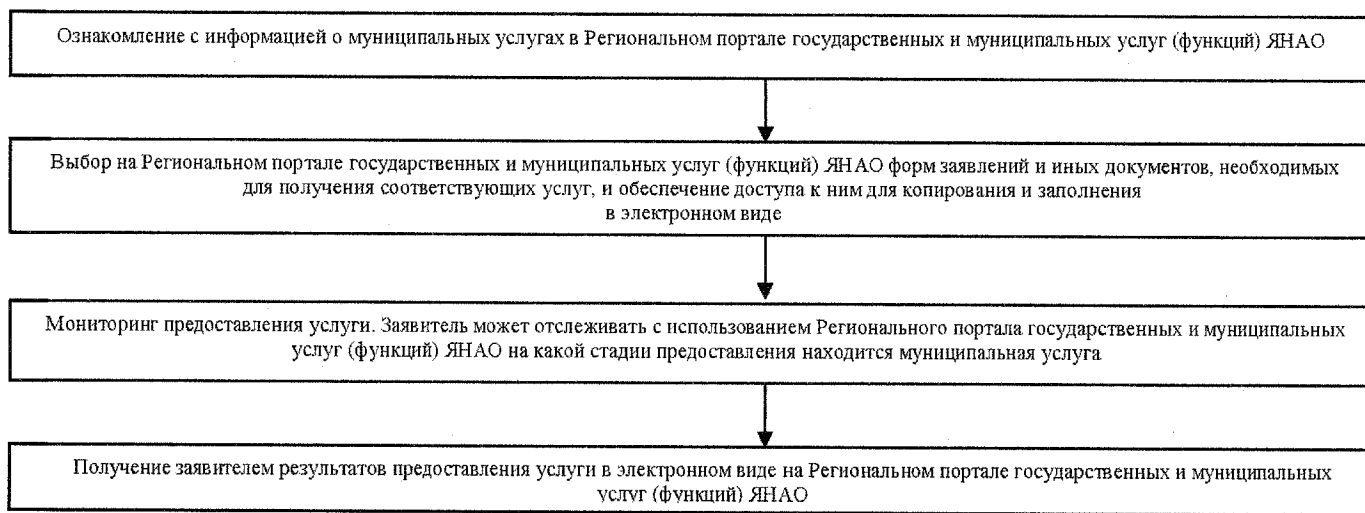 Ознакомление с информацией о муниципальных услугах в Региональном портале государственных и муниципальных услуг (функций) ЯНАО
Выбор на Региональном портале государственных и муниципальных услуг (функций) ЯНАО форм заявлений и иных документов, необходимых
для получения соответствующих услуг, и обеспечение доступа к ним для копирования и заполнения
в электронном виде
Мониторинг предоставления услуги. Заявитель может отслеживать с использованием Регионального портала государственных и муниципальных
услуг (функций) ЯНАО на какой стадии предоставления находится муниципальная услуга
Получение заявителем результатов предоставления услуги в электронном виде на Региональном портале государственных и муниципальных
услуг (функций) ЯНАО